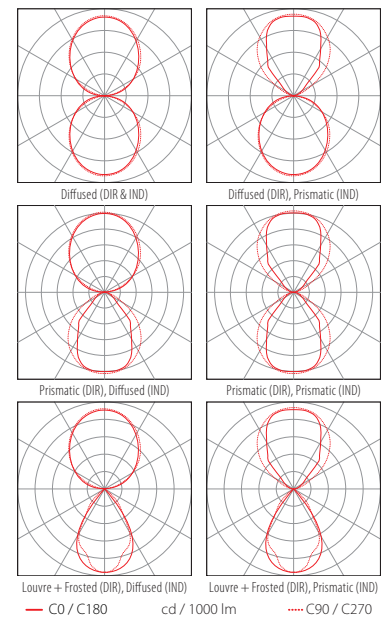 Diffused (DIR & IND)
Diffused (DIR), Prismatic (IND)
Prismatic (DIR), Diffused (IND)
Prismatic (DIR), Prismatic (IND)
Louvre + Frosted (DIR), Diffused (IND)
Louvre + Frosted (DIR), Prismatic (IND)
C0 / C180 cd / 1000 lm C90 / C270